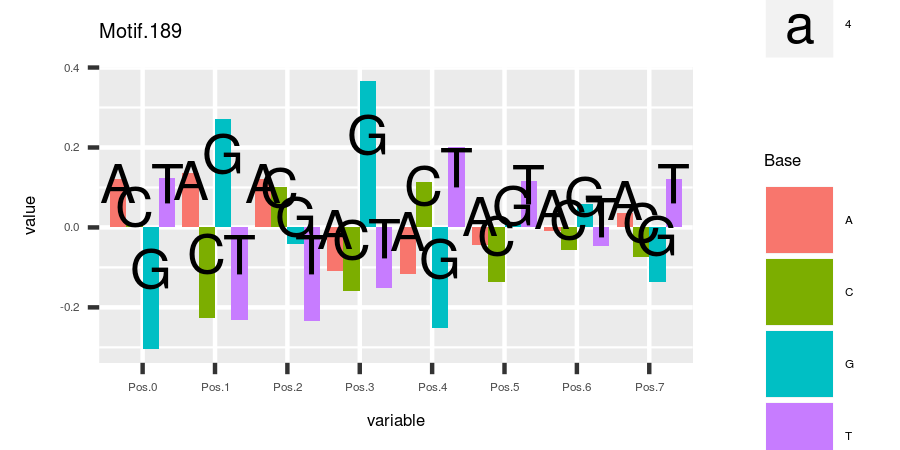 Motif.189
a 4
0.4
0.2
0.0
-0.2
value
A C G T A C G T A C G T A C G T A C G T A C G T A C G T A C G T
Pos.0 Pos.1 Pos.2 Pos.3 Pos.4 Pos.5 Pos.6 Pos.7
variable
Base
A
C
G
T